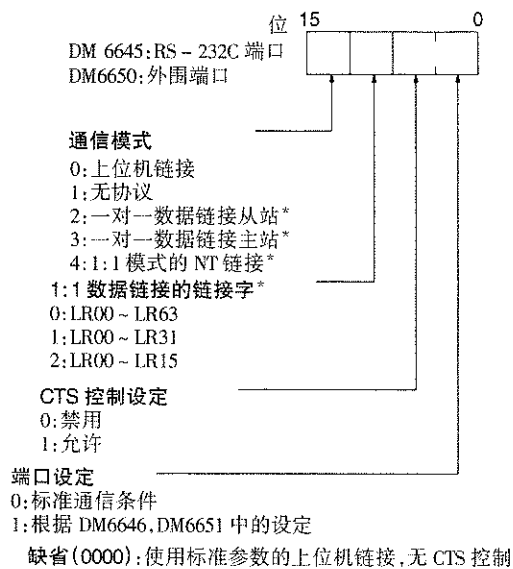 位 15 0
DM 6645:RS-232C 端口
DM6650:外围端口
通信模式
0:上位机链接
1:无协议
2:一对一数据链接从站*
3:一对一数据链接主站*
4:1:1 模式的 NT 链接*
1:1 数据链接的链接字*
0:LR00~LR63
1:LR00~LR31
2:LR00~LR15
CTS 控制设定
0:禁用
1:允许
端口设定
0:标准通信条件
1:根据 DM6646,DM6651 中的设定
缺省(0000):使用标准参数的上位机链接,无 CTS 控制